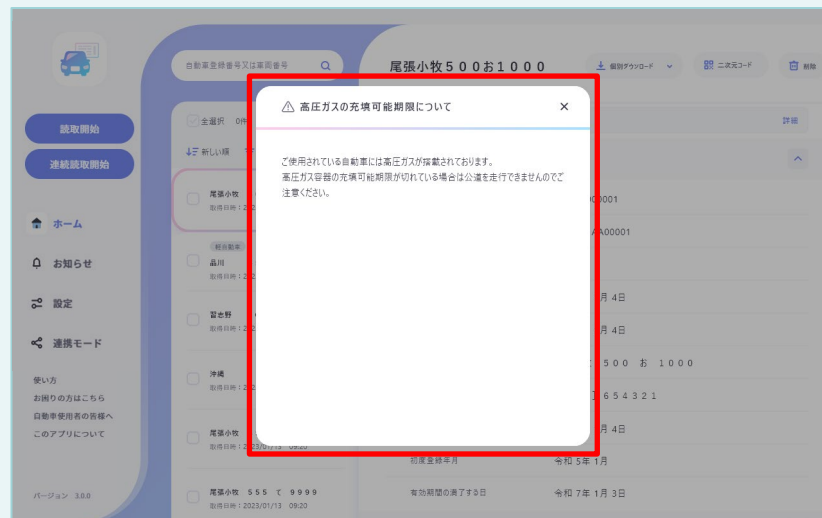 自動車登録番号又は車両番号
尾張小牧５００お１０００
個別ダウンロード
二次元コード
削除
読取開始
連続読取開始
ホーム
お知らせ
設定
連携モード
使い方
お困りの方はこちら
自動車使用者の皆様へ
このアプリについて
バージョン 3.0.0
全選択 0件
新しい順
尾張小牧
取得日時：202
軽自動車
品川
取得日時：202
習志野
取得日時：202
沖縄
取得日時：202
尾張小牧
取得日時：2023/01/13 09:20
尾張小牧 ５５５ て ９９９９
取得日時：2023/01/13 09:20
高圧ガスの充填可能期限について
ご使用されている自動車には高圧ガスが搭載されております。
高圧ガス容器の充填可能期限が切れている場合は公道を走行できませんのでご
注意ください。
詳細
00001
AA00001
月 4日
月 4日
５００ お １０００
６５４３２１
月 4日
初度登録年月
令和 5年 1月
有効期間の満了する日
令和 7年 1月 3日